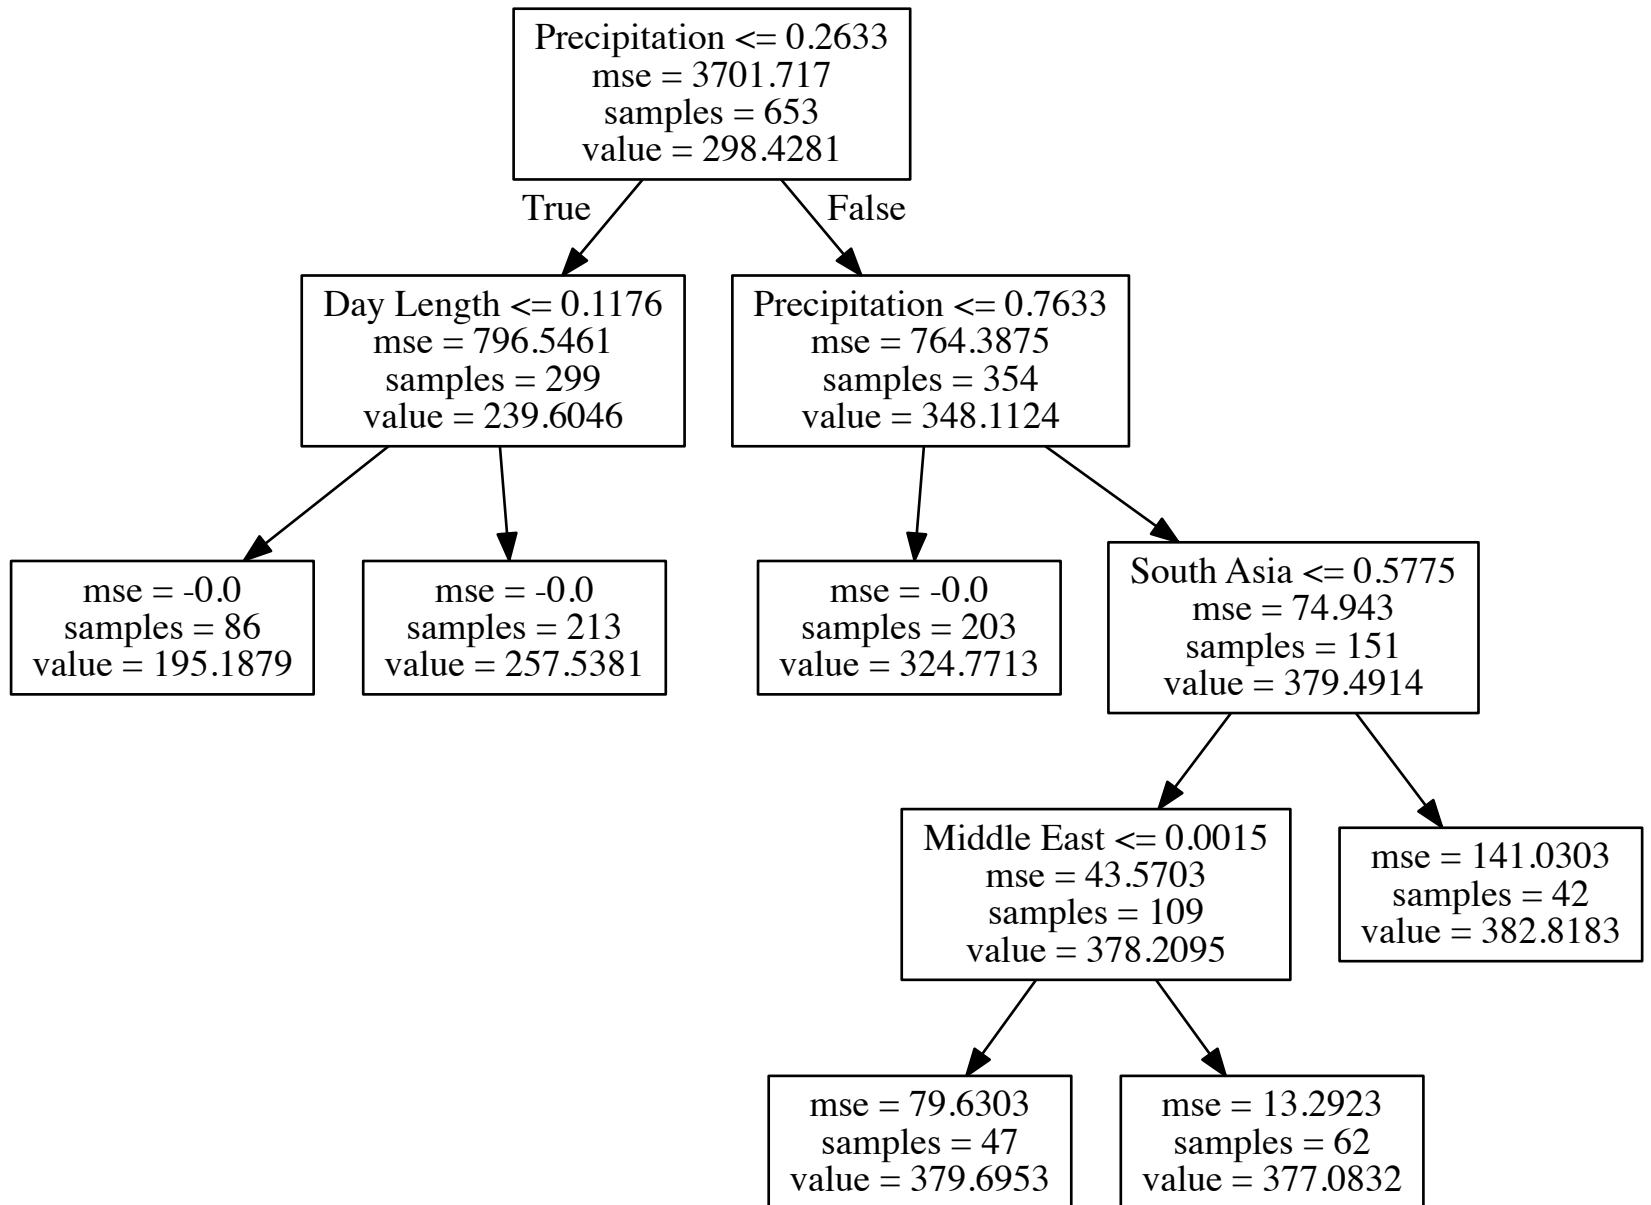 Precipitation <= 0.2633
mse = 3701.717
samples = 653
value = 298.4281
True
False
Day Length <= 0.1176
mse = 796.5461
samples = 299
value = 239.6046
Precipitation <= 0.7633
mse = 764.3875
samples = 354
value = 348.1124
mse = -0.0
samples = 86
value = 195.1879
mse = -0.0
samples = 213
value = 257.5381
mse = -0.0
samples = 203
value = 324.7713
South Asia <= 0.5775
mse = 74.943
samples = 151
value = 379.4914
Middle East <= 0.0015
mse = 43.5703
samples = 109
value = 378.2095
mse = 141.0303
samples = 42
value = 382.8183
mse = 79.6303
samples = 47
value = 379.6953
mse = 13.2923
samples = 62
value = 377.0832